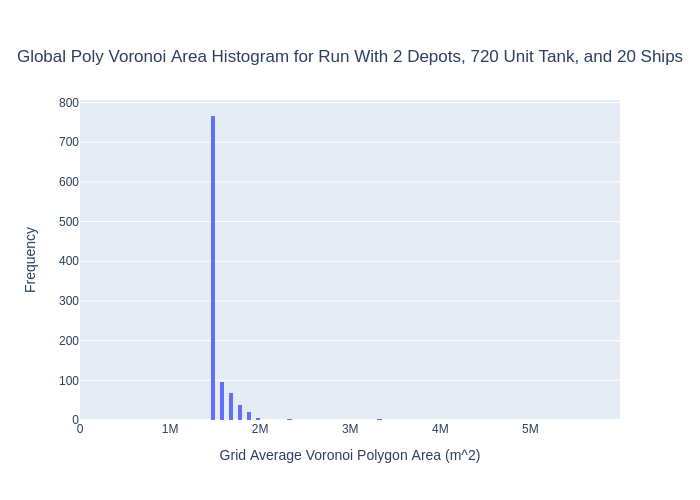 Global Poly Voronoi Area Histogram for Run With 2 Depots, 720 Unit Tank, and 20 Ships
800
700
600
500
400
300
200
100
0
Frequency
0 1M 2M 3M 4M 5M
Grid Average Voronoi Polygon Area (m^2)